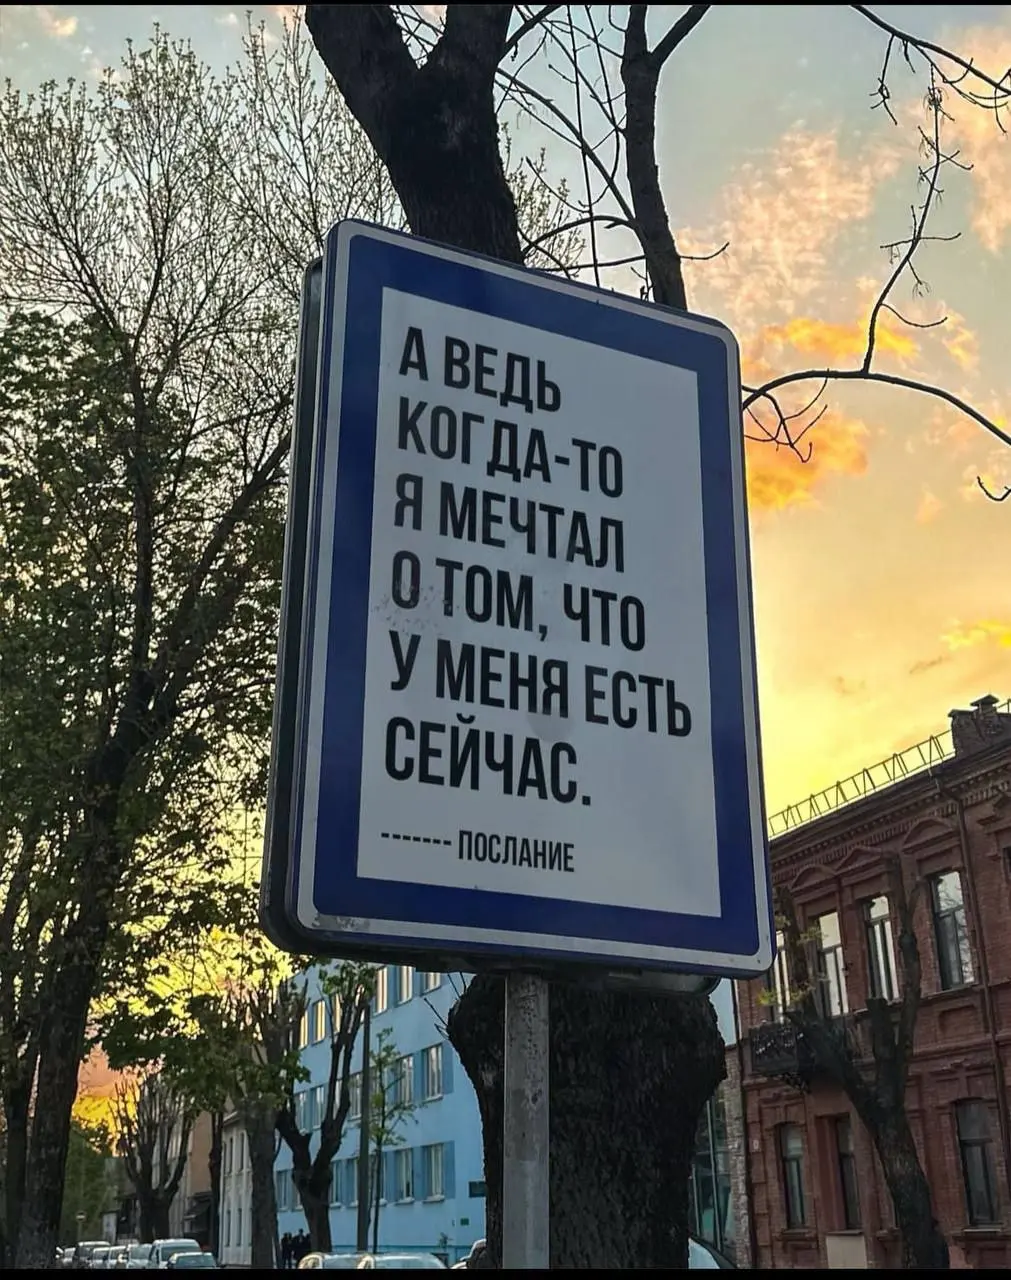 А ВЕДЬ
КОГДА-ТО
Я МЕЧТАЛ
О ТОМ, ЧТО
У МЕНЯ ЕСТЬ
СЕЙЧАС.
------- ПОСЛАНИЕ